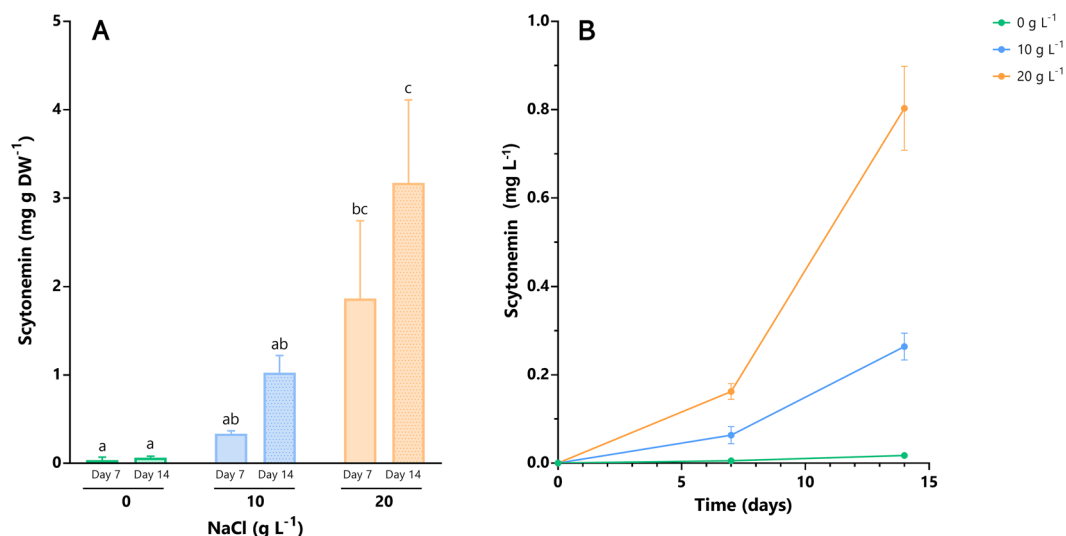 A
Scytonemin (mg g DW⁻¹)
5
4
3
2
1
0
a
a
ab
ab
bc
c
Day 7 Day 14 Day 7 Day 14 Day 7 Day 14
0 10 20
NaCl (g L⁻¹)
B
Scytonemin (mg L⁻¹)
1.0
0.8
0.6
0.4
0.2
0.0
0 5 10 15
Time (days)
0 g L⁻¹
10 g L⁻¹
20 g L⁻¹